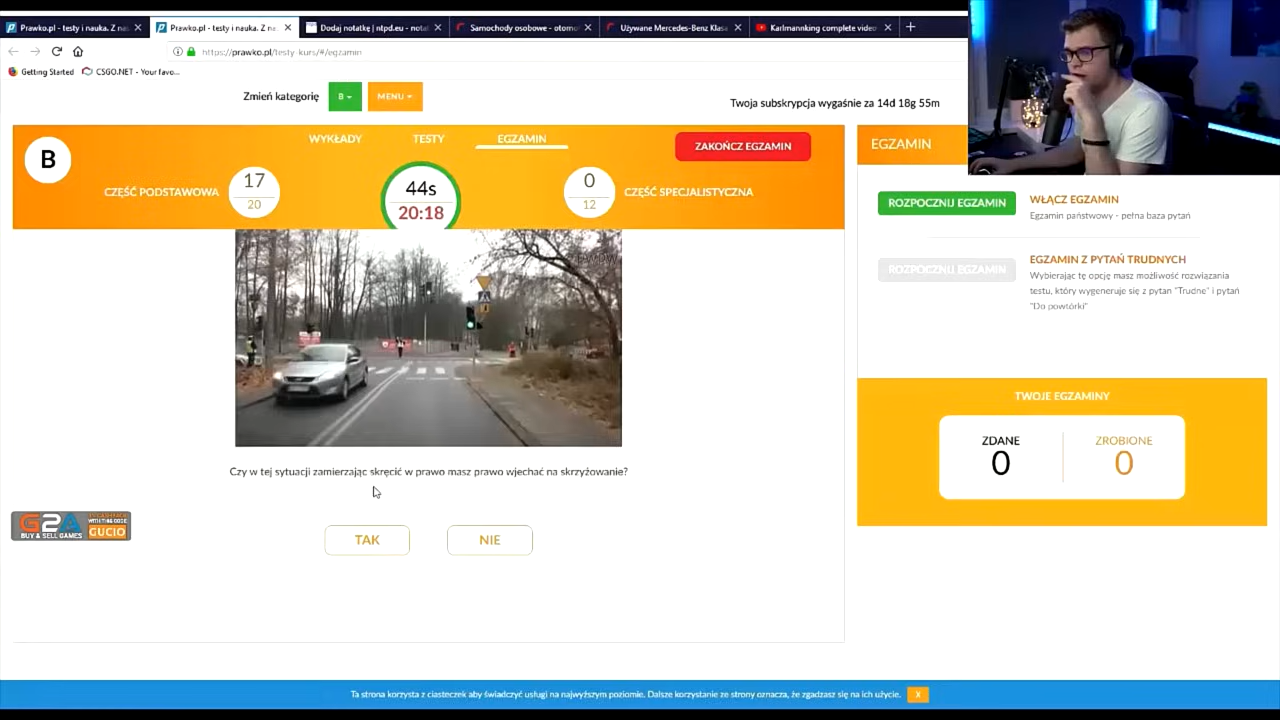 Prawko.pl - testy i nauka. Z na
Prawko.pl - testy i nauka. Z na
Dodaj notatkę | ntpd.eu - nota
Samochody osobowe - otomo
Używane Mercedes-Benz Klasa
Karlmannking complete video
https://prawko.pl/testy-kurs/#/egzamin
Getting Started
CSGO.NET - Your favo...
Zmień kategorię
B
MENU
Twoja subskrypcja wygaśnie za 14d 18g 55m
B
WYKŁADY
TESTY
EGZAMIN
ZAKOŃCZ EGZAMIN
CZĘŚĆ PODSTAWOWA
17
20
44s
20:18
0
12
CZĘŚĆ SPECJALISTYCZNA
EGZAMIN
ROZPOCZNIJ EGZAMIN
WŁĄCZ EGZAMIN
Egzamin państwowy - pełna baza pytań
ROZPOCZNIJ EGZAMIN
EGZAMIN Z PYTAŃ TRUDNYCH
Wybierając tę opcję masz możliwość rozwiązania
testu, który wygeneruje się z pytan "Trudne" i pytań
"Do powtórki"
TWOJE EGZAMINY
ZDANE
0
ZROBIONE
0
Czy w tej sytuacji zamierzając skręcić w prawo masz prawo wjechać na skrzyżowanie?
TAK
NIE
G2A
BUY & SELL GAMES
WITH THIS CODE
GUCIO
Ta strona korzysta z ciasteczek aby świadczyć usługi na najwyższym poziomie. Dalsze korzystanie ze strony oznacza, że zgadzasz się na ich użycie.
X